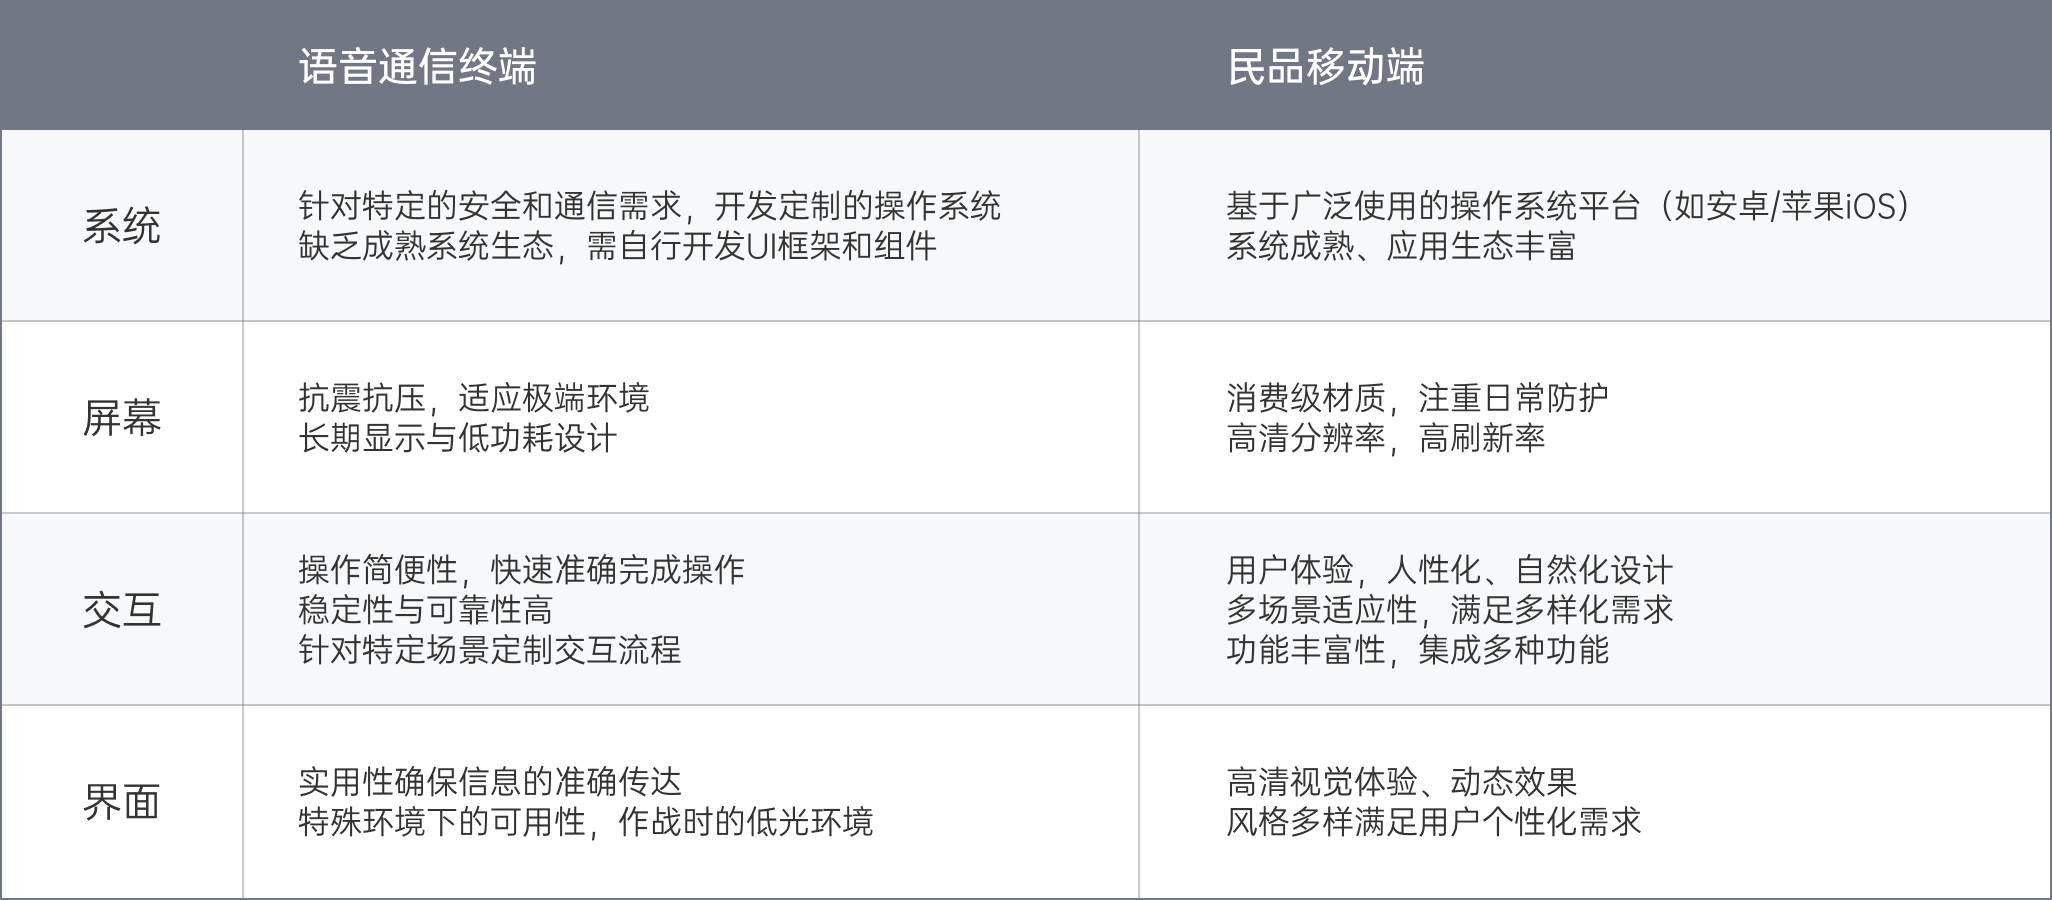 语音通信终端
民品移动端
系统
针对特定的安全和通信需求，开发定制的操作系统
缺乏成熟系统生态，需自行开发UI框架和组件
基于广泛使用的操作系统平台（如安卓/苹果iOS）
系统成熟、应用生态丰富
屏幕
抗震抗压，适应极端环境
长期显示与低功耗设计
消费级材质，注重日常防护
高清分辨率，高刷新率
交互
操作简便性，快速准确完成操作
稳定性与可靠性高
针对特定场景定制交互流程
用户体验，人性化、自然化设计
多场景适应性，满足多样化需求
功能丰富性，集成多种功能
界面
实用性确保信息的准确传达
特殊环境下的可用性，作战时的低光环境
高清视觉体验、动态效果
风格多样满足用户个性化需求